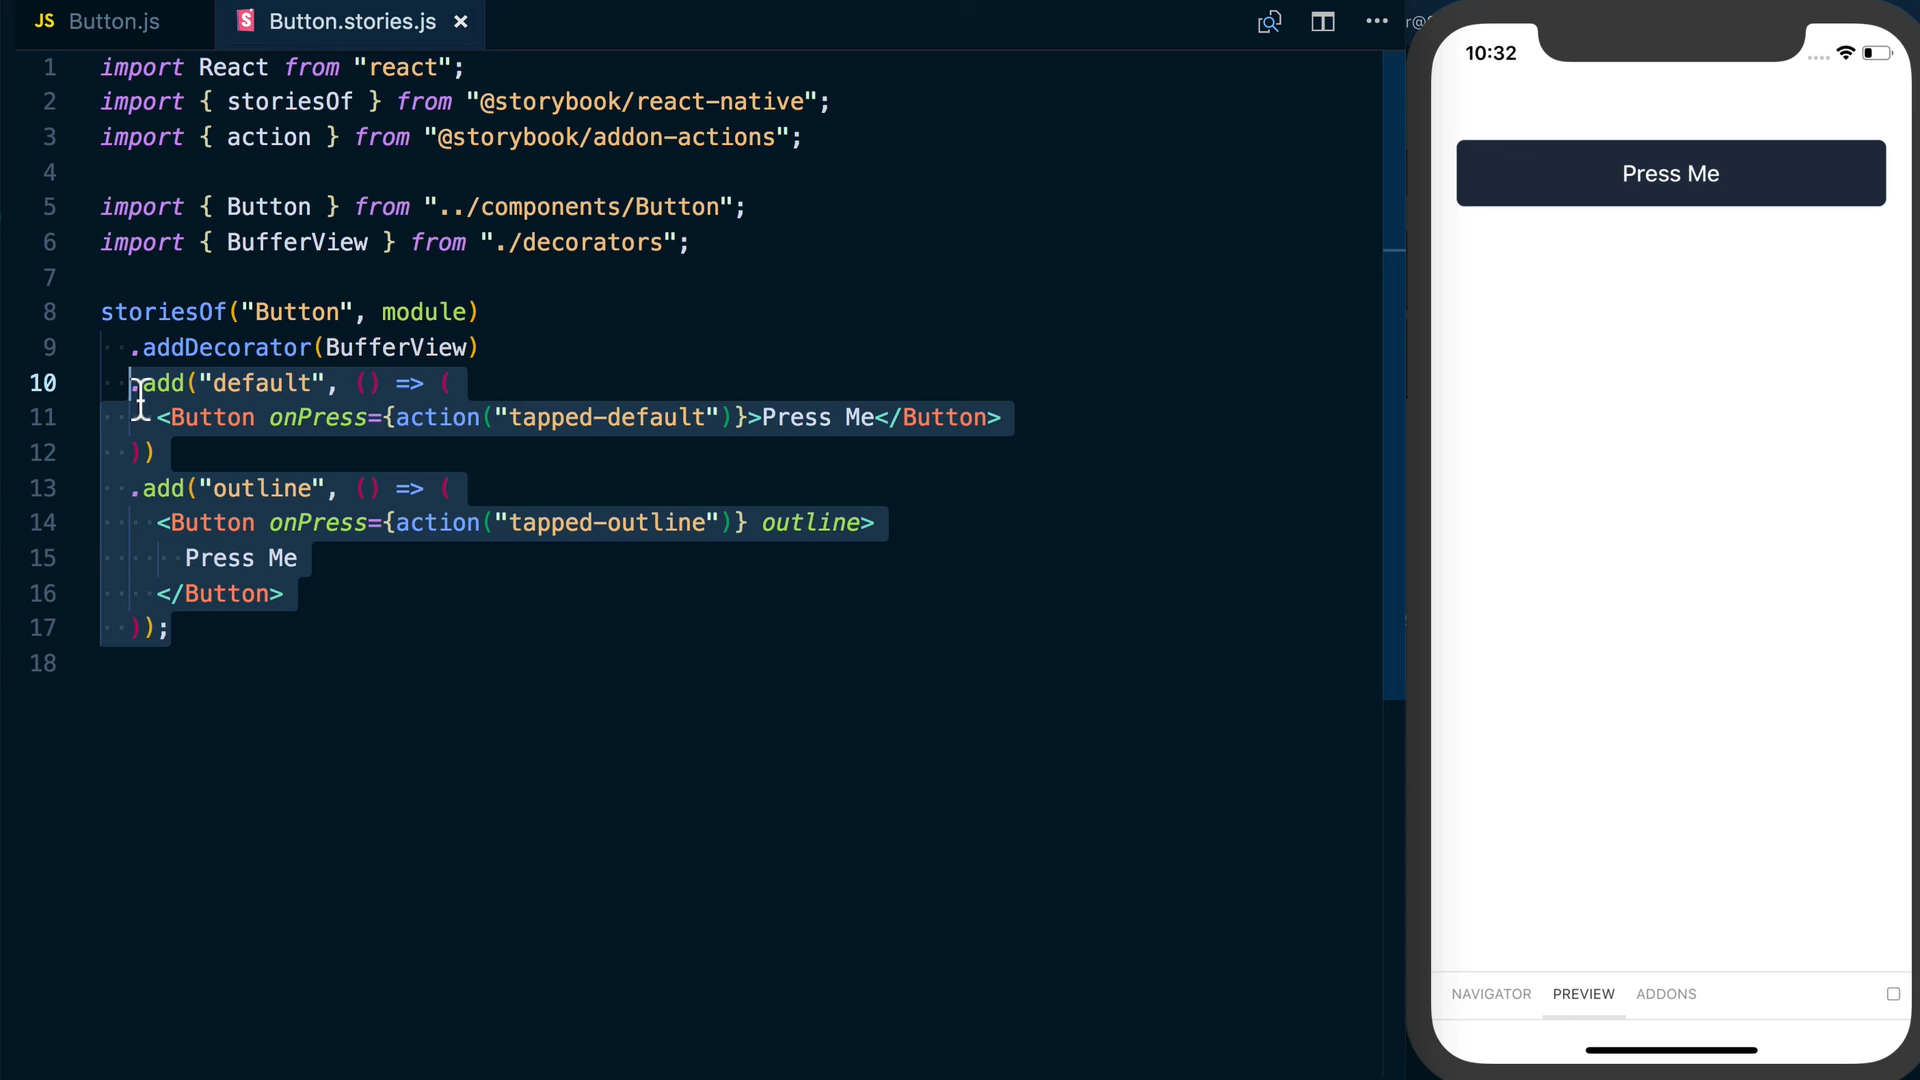 JS Button.js
Button.stories.js ×
r@
1 import React from "react";
2 import { storiesOf } from "@storybook/react-native";
3 import { action } from "@storybook/addon-actions";
4
5 import { Button } from "../components/Button";
6 import { BufferView } from "./decorators";
7
8 storiesOf("Button", module)
9 .addDecorator(BufferView)
10 .add("default", () => (
11 <Button onPress={action("tapped-default")}>Press Me</Button>
12 ))
13 .add("outline", () => (
14 <Button onPress={action("tapped-outline")} outline>
15 Press Me
16 </Button>
17 ));
18
10:32
Press Me
NAVIGATOR PREVIEW ADDONS